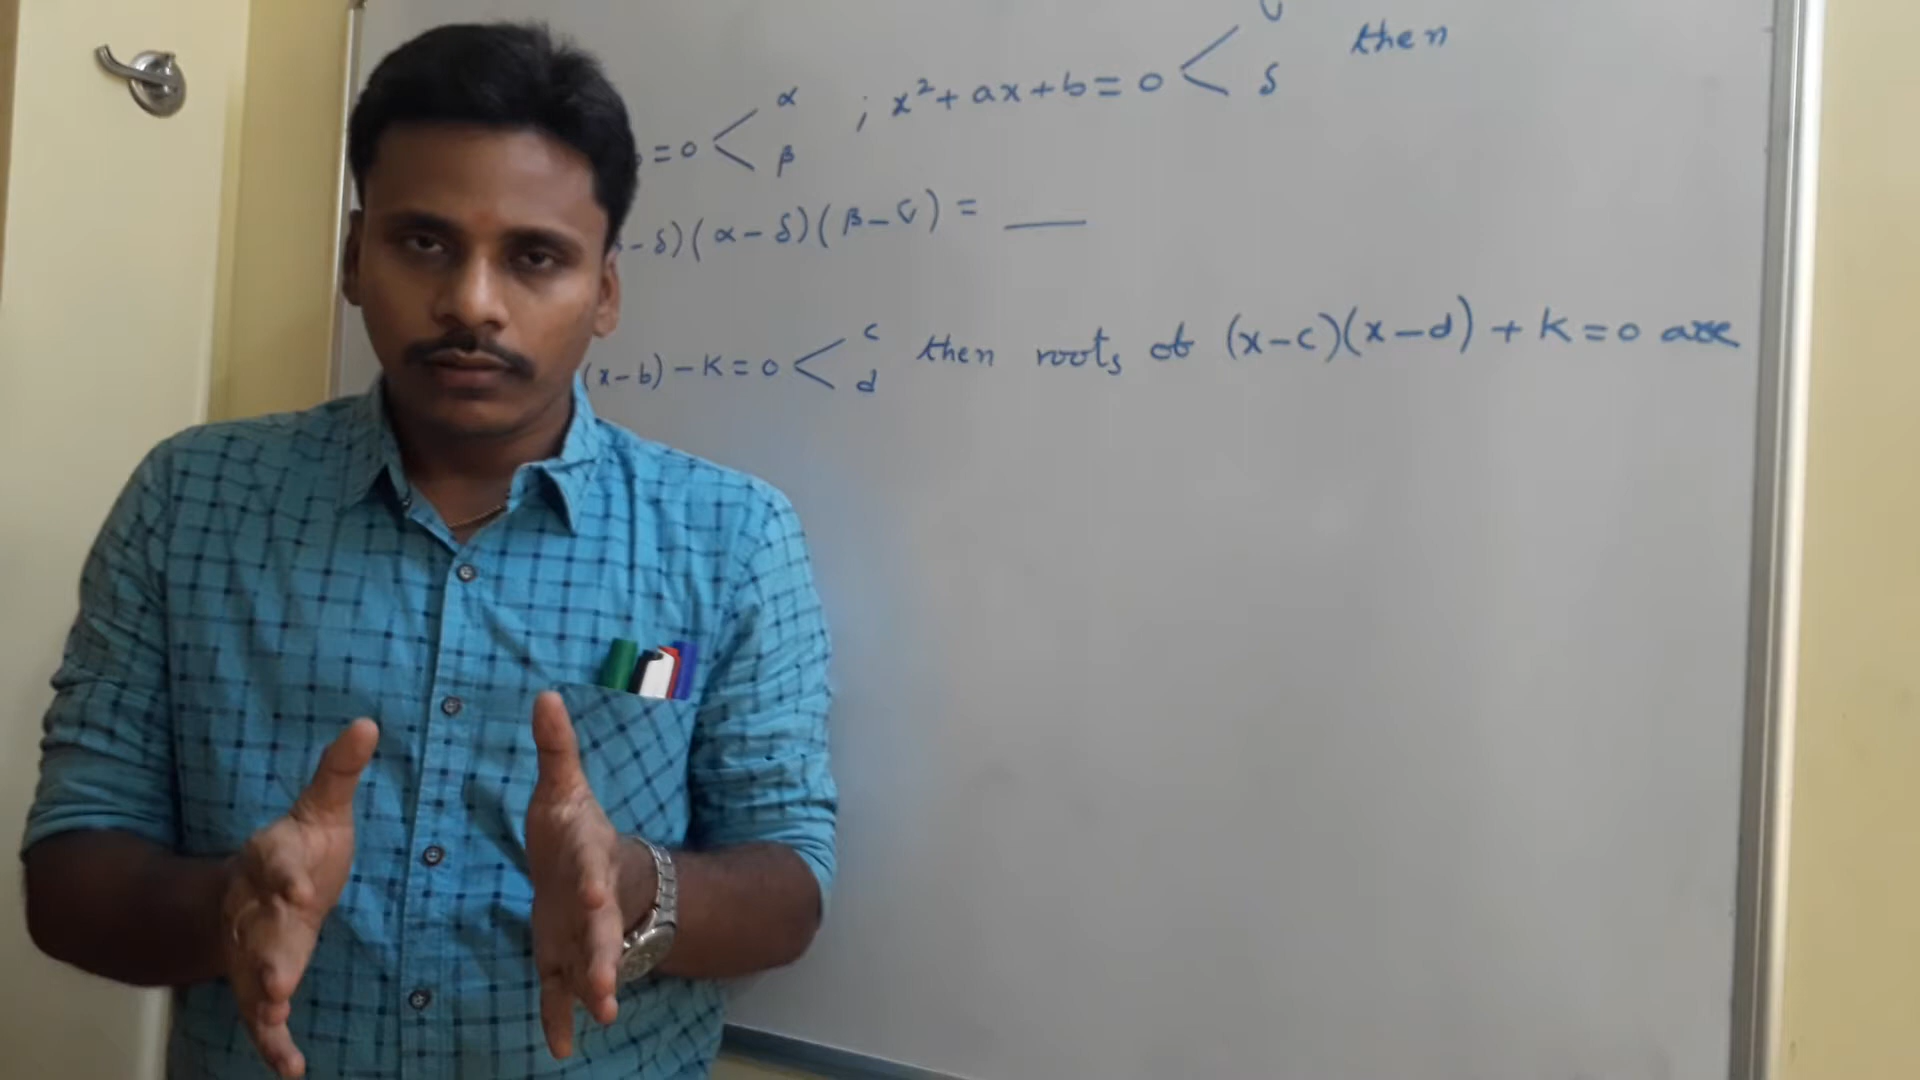 =0 < α β ; x²+ax+b=0 < δ then
-δ)(α-δ)(β-γ) = ___
(x-b)-K=0 < c d then roots of (x-c)(x-d)+K=0 are